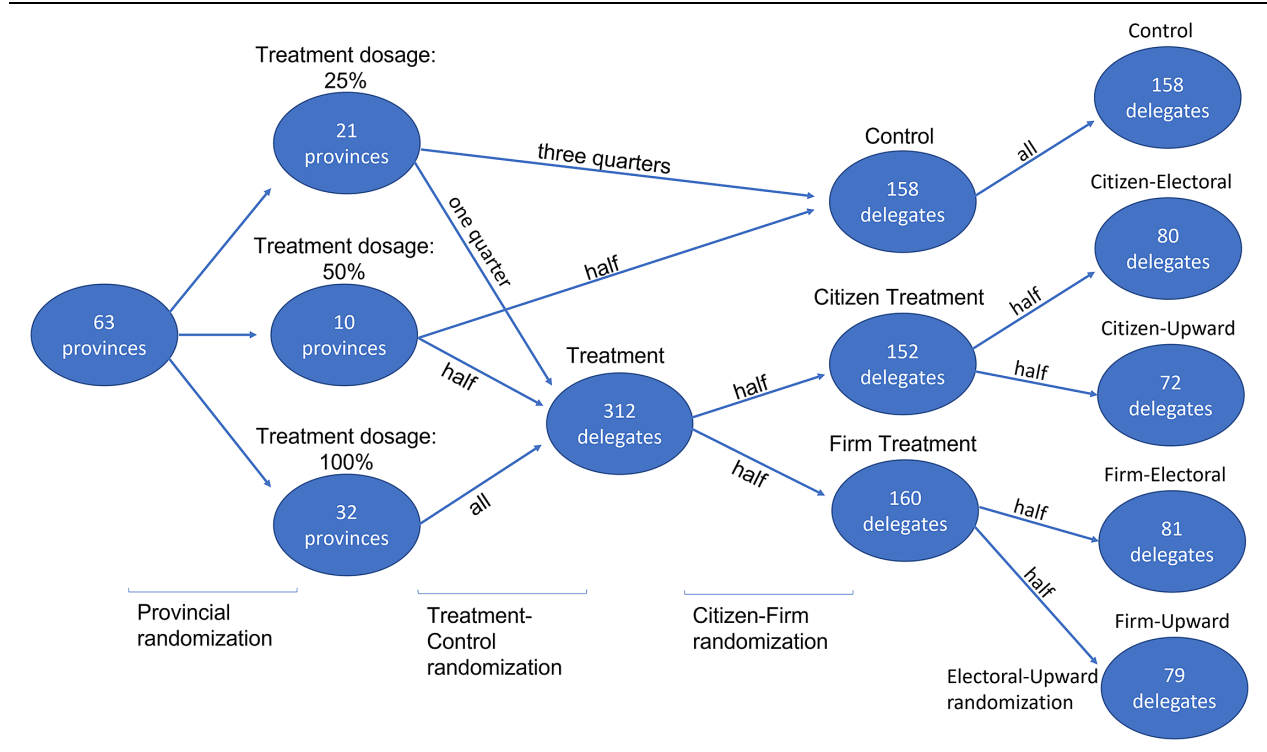 Treatment dosage:
25%
21
provinces
Treatment dosage:
50%
10
provinces
63
provinces
Treatment dosage:
100%
32
provinces
three quarters
one quarter
half
half
all
Treatment
312
delegates
half
half
Control
158
delegates
Citizen Treatment
152
delegates
Firm Treatment
160
delegates
all
half
half
half
half
Control
158
delegates
Citizen-Electoral
80
delegates
Citizen-Upward
72
delegates
Firm-Electoral
81
delegates
Firm-Upward
79
delegates
Provincial
randomization
Treatment-
Control
randomization
Citizen-Firm
randomization
Electoral-Upward
randomization